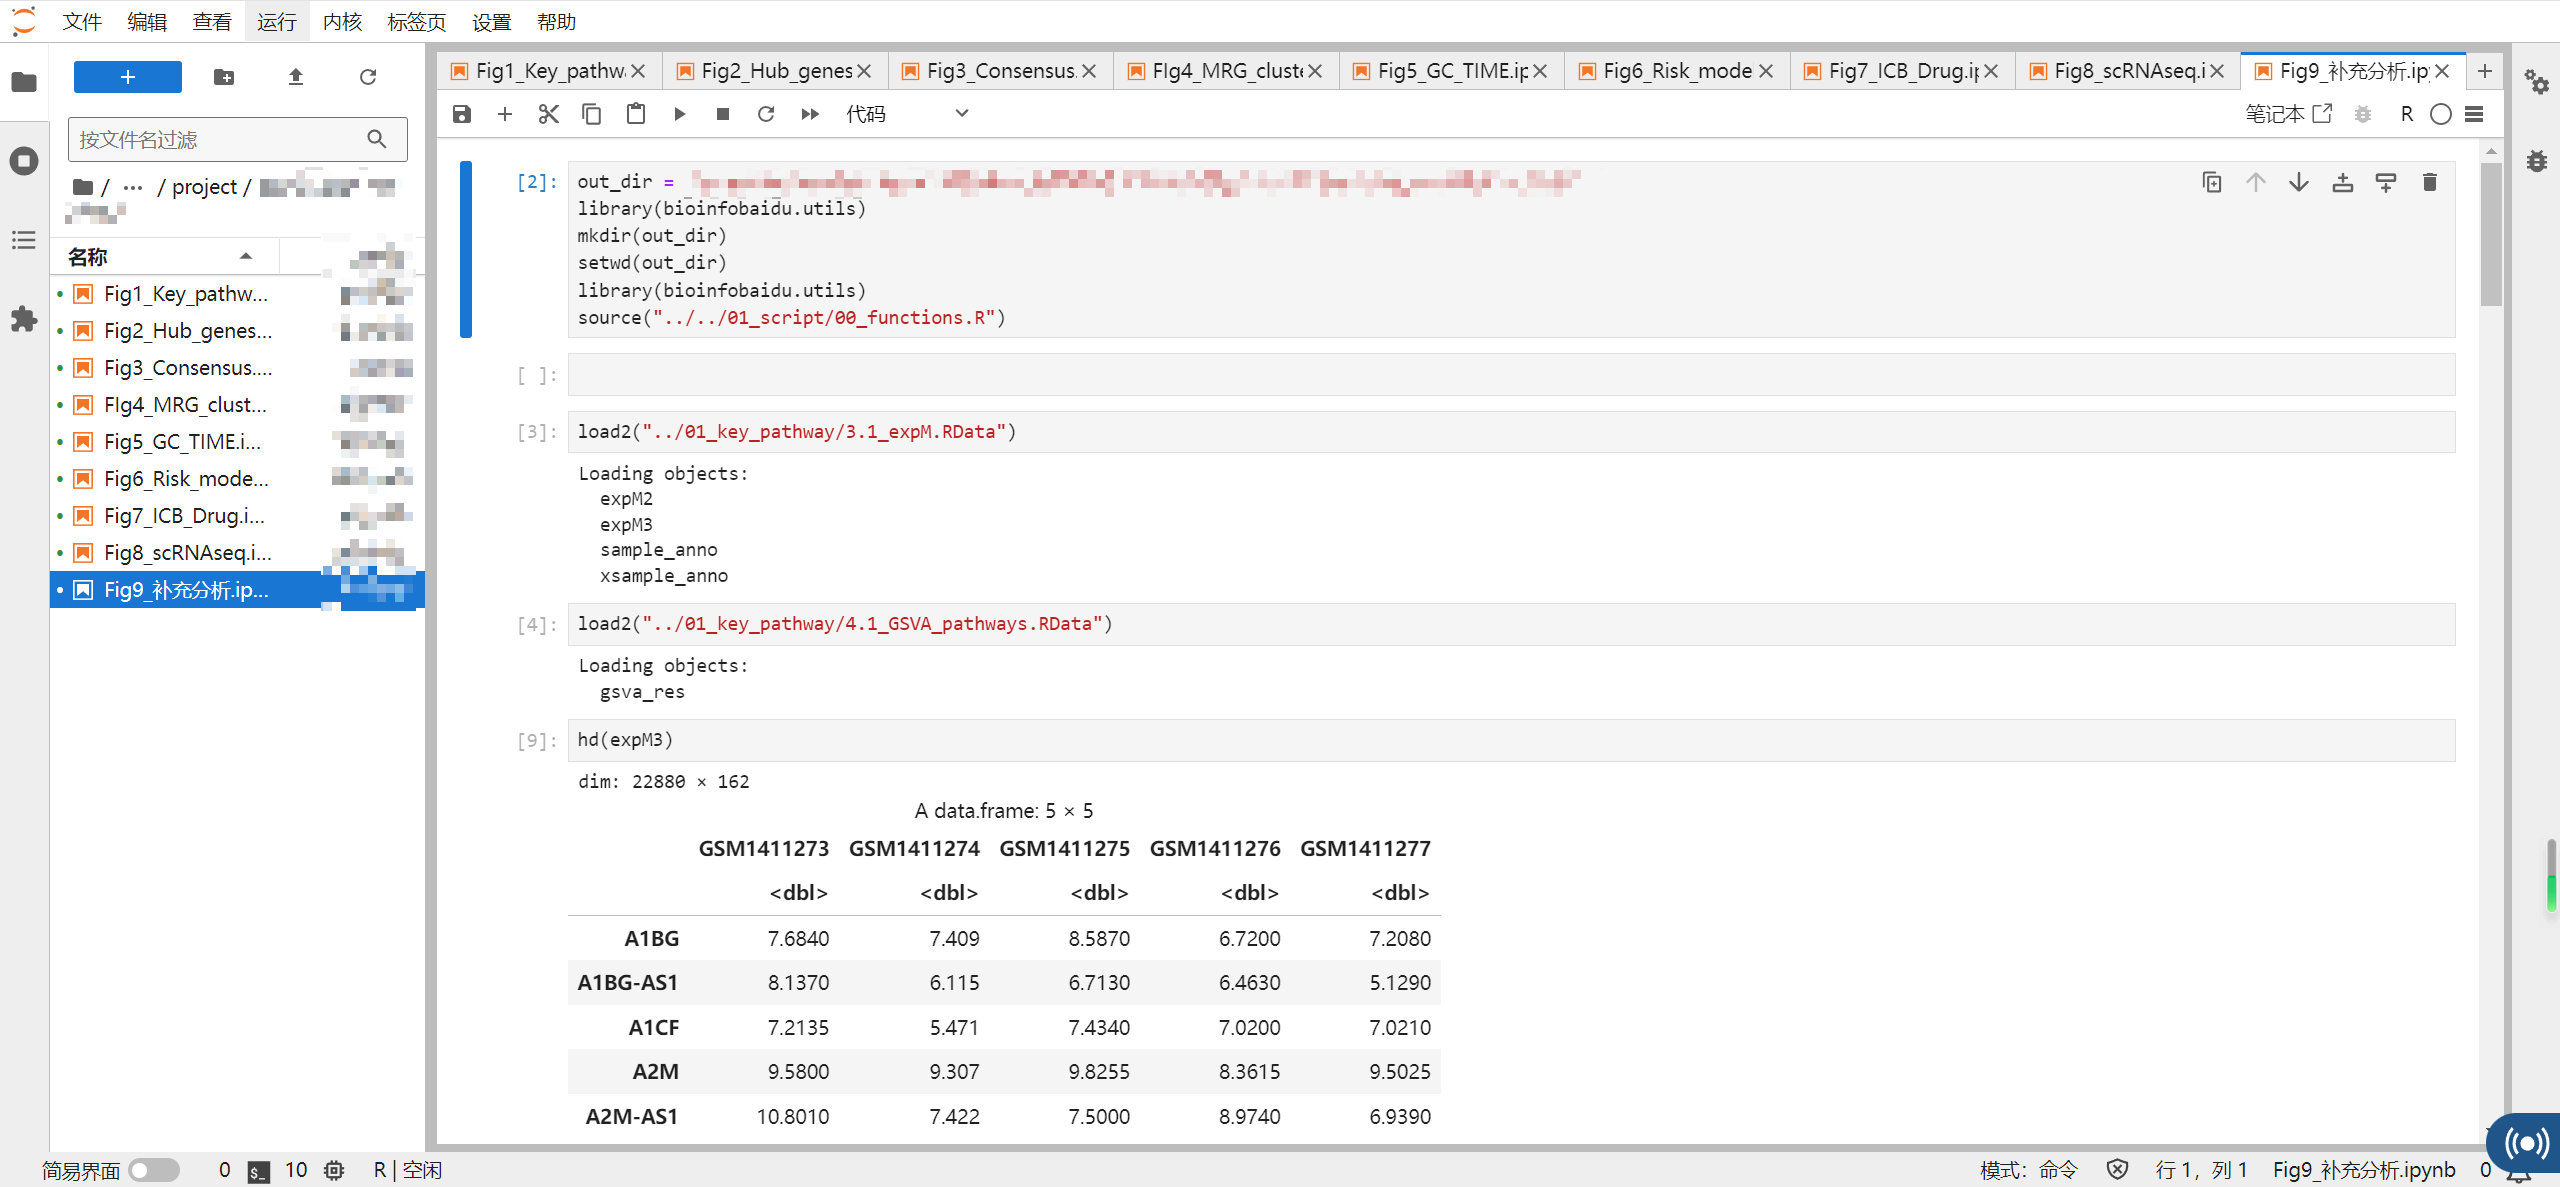 文件 编辑 查看 运行 内核 标签页 设置 帮助
Fig1_Key_pathw Fig2_Hub_genes Fig3_Consensus. FIg4_MRG_cluste Fig5_GC_TIME.ip Fig6_Risk_mode Fig7_ICB_Drug.ip Fig8_scRNAseq.i Fig9_补充分析.ipy
代码
笔记本 R
按文件名过滤
/ ··· / project /
名称
Fig1_Key_pathw...
Fig2_Hub_genes...
Fig3_Consensus....
FIg4_MRG_clust...
Fig5_GC_TIME.i...
Fig6_Risk_mode...
Fig7_ICB_Drug.i...
Fig8_scRNAseq.i...
Fig9_补充分析.ip...
[2]: out_dir =
library(bioinfobaidu.utils)
mkdir(out_dir)
setwd(out_dir)
library(bioinfobaidu.utils)
source("../../01_script/00_functions.R")
[ ]:
[3]: load2("../01_key_pathway/3.1_expM.RData")
Loading objects:
expM2
expM3
sample_anno
xsample_anno
[4]: load2("../01_key_pathway/4.1_GSVA_pathways.RData")
Loading objects:
gsva_res
[9]: hd(expM3)
dim: 22880 × 162
A data.frame: 5 × 5
GSM1411273 GSM1411274 GSM1411275 GSM1411276 GSM1411277
<dbl> <dbl> <dbl> <dbl> <dbl>
A1BG 7.6840 7.409 8.5870 6.7200 7.2080
A1BG-AS1 8.1370 6.115 6.7130 6.4630 5.1290
A1CF 7.2135 5.471 7.4340 7.0200 7.0210
A2M 9.5800 9.307 9.8255 8.3615 9.5025
A2M-AS1 10.8010 7.422 7.5000 8.9740 6.9390
简易界面 0 $_ 10 R | 空闲
模式： 命令 行 1，列 1 Fig9_补充分析.ipynb 0